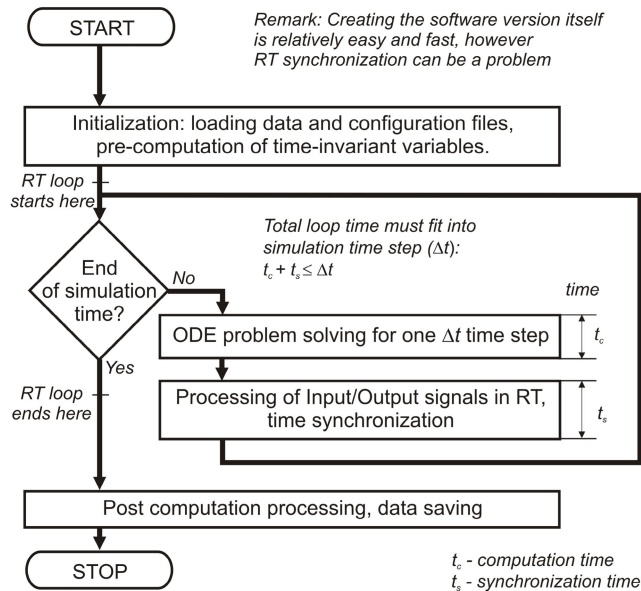 START
Remark: Creating the software version itself
is relatively easy and fast, however
RT synchronization can be a problem
Initialization: loading data and configuration files,
pre-computation of time-invariant variables.
RT loop
starts here
Total loop time must fit into
simulation time step (Δt):
t_c + t_s ≤ Δt
End
of simulation
time?
No
time
ODE problem solving for one Δt time step
t_c
Yes
RT loop
ends here
Processing of Input/Output signals in RT,
time synchronization
t_s
Post computation processing, data saving
STOP
t_c - computation time
t_s - synchronization time